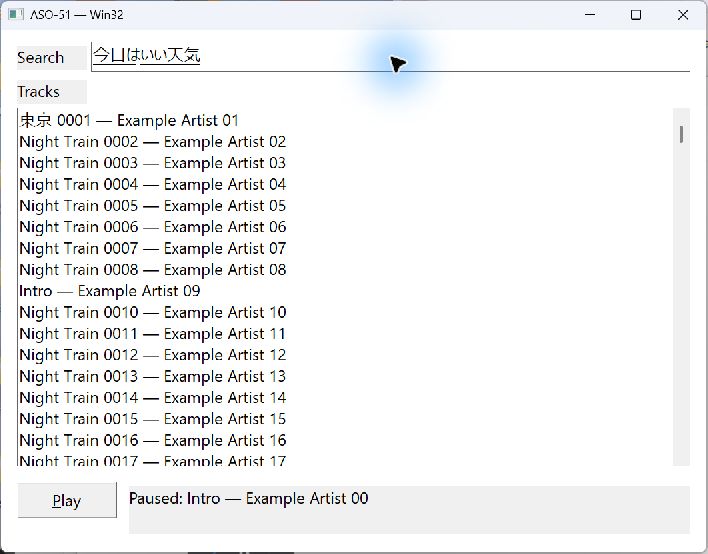 ASO-51 — Win32
Search 今日はいい天気
Tracks
東京 0001 — Example Artist 01
Night Train 0002 — Example Artist 02
Night Train 0003 — Example Artist 03
Night Train 0004 — Example Artist 04
Night Train 0005 — Example Artist 05
Night Train 0006 — Example Artist 06
Night Train 0007 — Example Artist 07
Night Train 0008 — Example Artist 08
Intro — Example Artist 09
Night Train 0010 — Example Artist 10
Night Train 0011 — Example Artist 11
Night Train 0012 — Example Artist 12
Night Train 0013 — Example Artist 13
Night Train 0014 — Example Artist 14
Night Train 0015 — Example Artist 15
Night Train 0016 — Example Artist 16
Night Train 0017 — Example Artist 17
Play
Paused: Intro — Example Artist 00